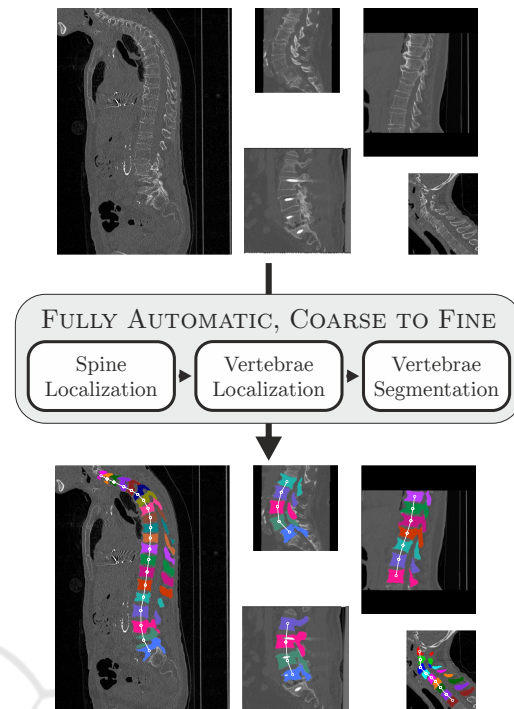 FULLY AUTOMATIC, COARSE TO FINE
Spine
Localization
Vertebrae
Localization
Vertebrae
Segmentation